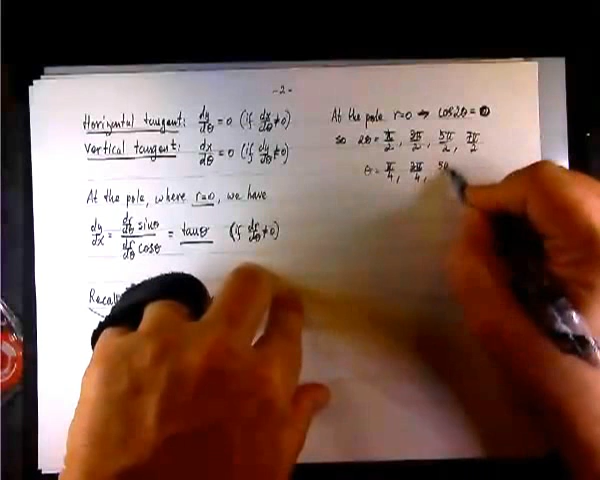 -2-
Horizontal tangent: dy/dθ = 0 (if dx/dθ ≠ 0)
Vertical tangent: dx/dθ = 0 (if dy/dθ ≠ 0)
At the pole, where r=0, we have
dy/dx = (dr/dθ sinθ)/(dr/dθ cosθ) = tanθ (if dr/dθ ≠ 0)
Recall
At the pole r=0 → cos2θ = 0
so 2θ = π/2, 3π/2, 5π/2, 7π/2
θ = π/4, 3π/4, 5π